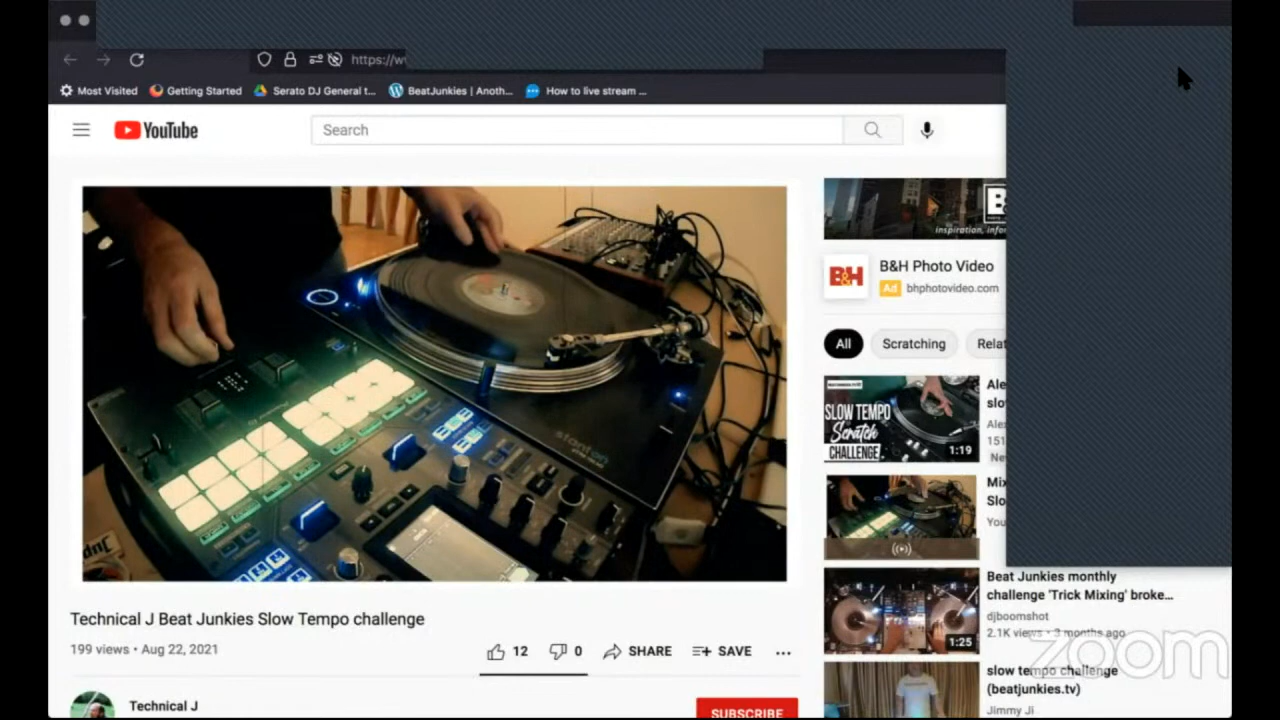 https://w
Most Visited
Getting Started
Serato DJ General t...
BeatJunkies | Anoth...
How to live stream ...
YouTube
Search
B
inspiration, infor
B&H
B&H Photo Video
Ad bhphotovideo.com
All
Scratching
Relat
stanton
SLOW TEMPO
Scratch
CHALLENGE
1:19
Ale
slo
Alex
151
Ne
Mix
Slo
You
Technical J Beat Junkies Slow Tempo challenge
199 views • Aug 22, 2021
12
0
SHARE
SAVE
...
Technical J
SUBSCRIBE
1:25
Beat Junkies monthly
challenge 'Trick Mixing' broke...
djboomshot
2.1K views • 3 months ago
slow tempo challenge
(beatjunkies.tv)
Jimmy Ji
zoom